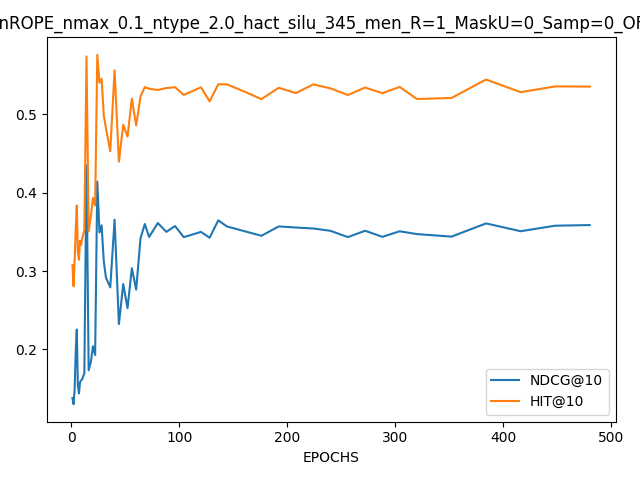 nROPE_nmax_0.1_ntype_2.0_hact_silu_345_men_R=1_MaskU=0_Samp=0_OF
0.5
0.4
0.3
0.2
NDCG@10
HIT@10
0 100 200 300 400 500
EPOCHS